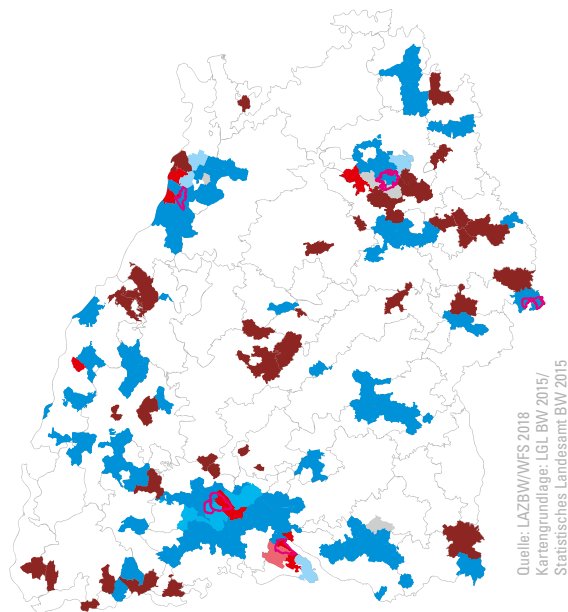 Quelle: LAZBW/WFS 2018
Kartengrundlage: LGL BW 2015/
Statistisches Landesamt BW 2015